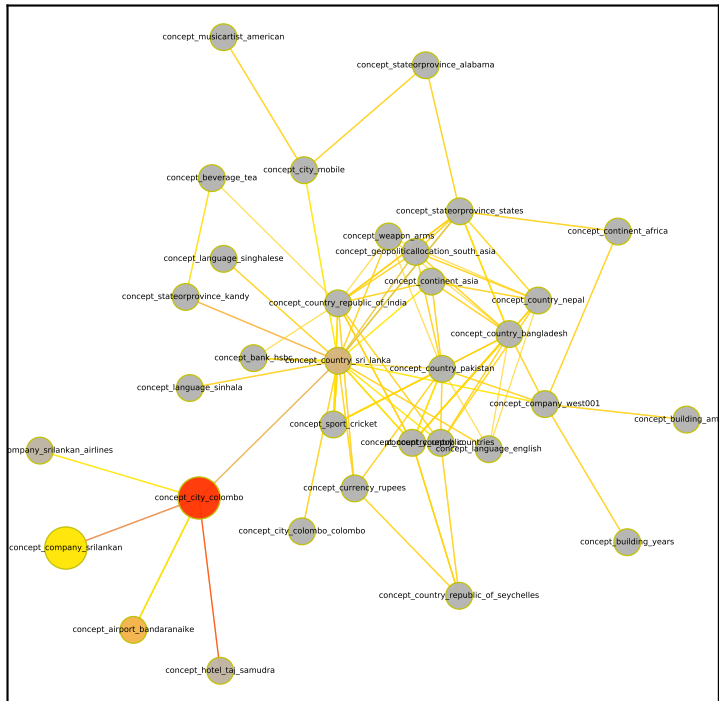 concept_musicartist_american
concept_stateorprovince_alabama
concept_city_mobile
concept_beverage_tea
concept_stateorprovince_states
concept_continent_africa
concept_weapon_arms
concept_geopoliticallocation_south_asia
concept_language_singhalese
concept_continent_asia
concept_stateorprovince_kandy
concept_country_republic_of_india
concept_country_nepal
concept_country_bangladesh
concept_bank_hsbc
concept_country_sri_lanka
concept_country_pakistan
concept_language_sinhala
concept_company_west001
concept_sport_cricket
concept_building_am
concept_language_english
ompany_srilankan_airlines
concept_currency_rupees
concept_city_colombo
concept_city_colombo_colombo
concept_company_srilankan
concept_building_years
concept_country_republic_of_seychelles
concept_airport_bandaranaike
concept_hotel_taj_samudra